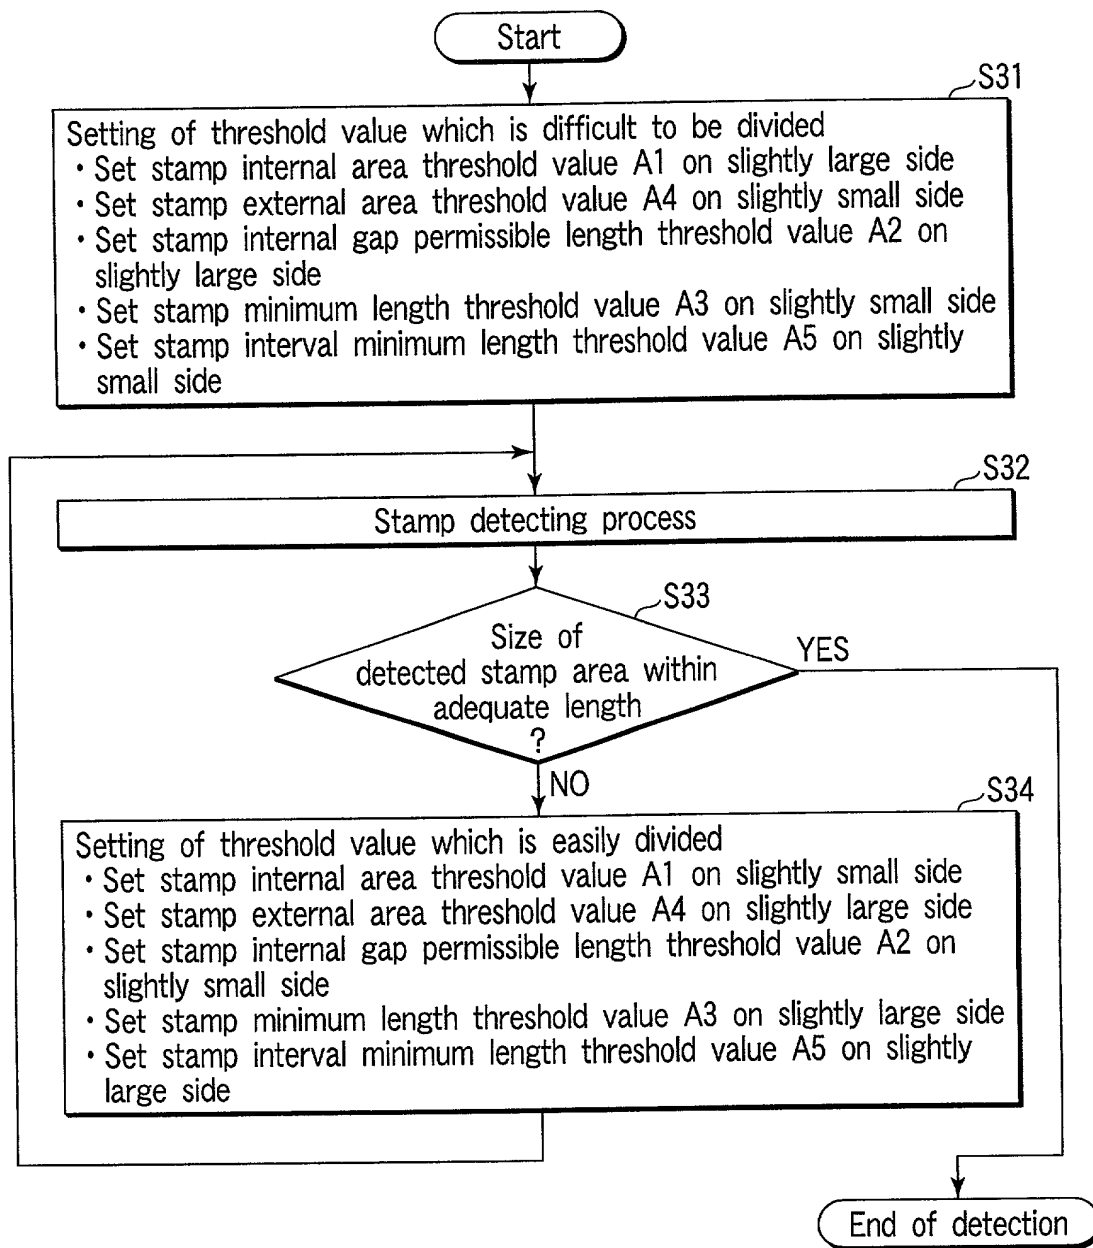 Start
S31
Setting of threshold value which is difficult to be divided
・Set stamp internal area threshold value A1 on slightly large side
・Set stamp external area threshold value A4 on slightly small side
・Set stamp internal gap permissible length threshold value A2 on
slightly large side
・Set stamp minimum length threshold value A3 on slightly small side
・Set stamp interval minimum length threshold value A5 on slightly
small side
S32
Stamp detecting process
S33
Size of
detected stamp area within
adequate length
?
YES
NO
S34
Setting of threshold value which is easily divided
・Set stamp internal area threshold value A1 on slightly small side
・Set stamp external area threshold value A4 on slightly large side
・Set stamp internal gap permissible length threshold value A2 on
slightly small side
・Set stamp minimum length threshold value A3 on slightly large side
・Set stamp interval minimum length threshold value A5 on slightly
large side
End of detection